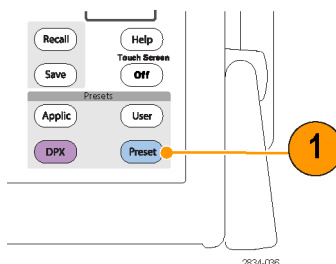 Recall
Help
Touch Screen
Save
Off
Presets
Applic
User
DPX
Preset
1
2834-036